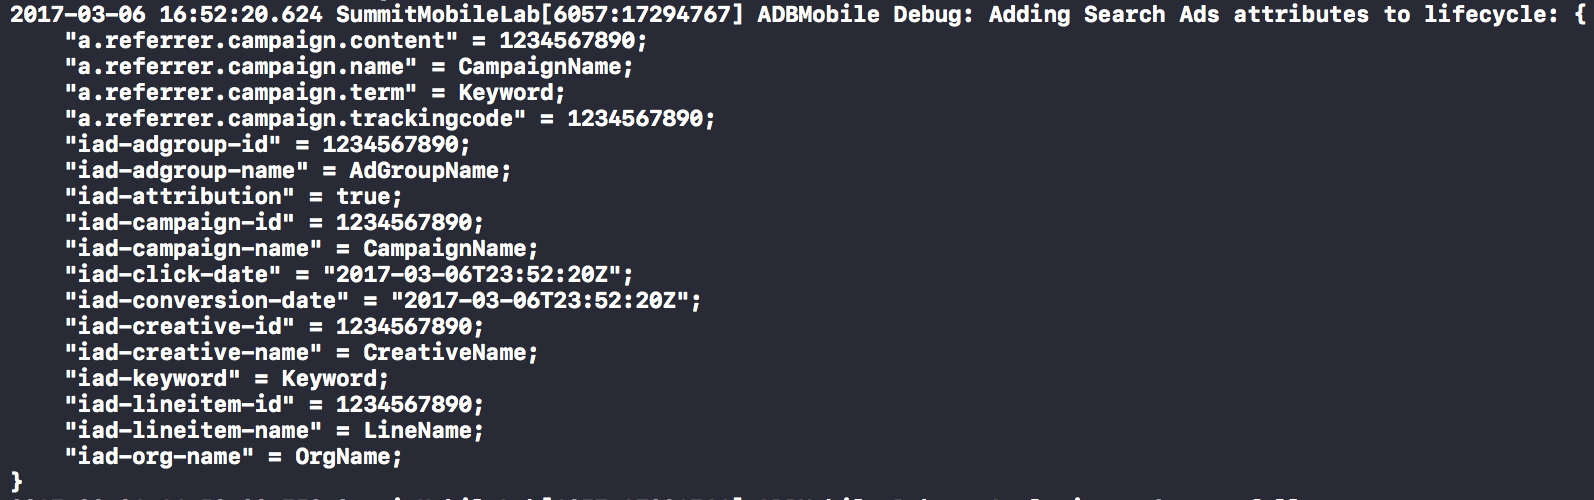 2017-03-06 16:52:20.624 SummitMobileLab[6057:17294767] ADBMobile Debug: Adding Search Ads attributes to lifecycle: {
"a.referrer.campaign.content" = 1234567890;
"a.referrer.campaign.name" = CampaignName;
"a.referrer.campaign.term" = Keyword;
"a.referrer.campaign.trackingcode" = 1234567890;
"iad-adgroup-id" = 1234567890;
"iad-adgroup-name" = AdGroupName;
"iad-attribution" = true;
"iad-campaign-id" = 1234567890;
"iad-campaign-name" = CampaignName;
"iad-click-date" = "2017-03-06T23:52:20Z";
"iad-conversion-date" = "2017-03-06T23:52:20Z";
"iad-creative-id" = 1234567890;
"iad-creative-name" = CreativeName;
"iad-keyword" = Keyword;
"iad-lineitem-id" = 1234567890;
"iad-lineitem-name" = LineName;
"iad-org-name" = OrgName;
}